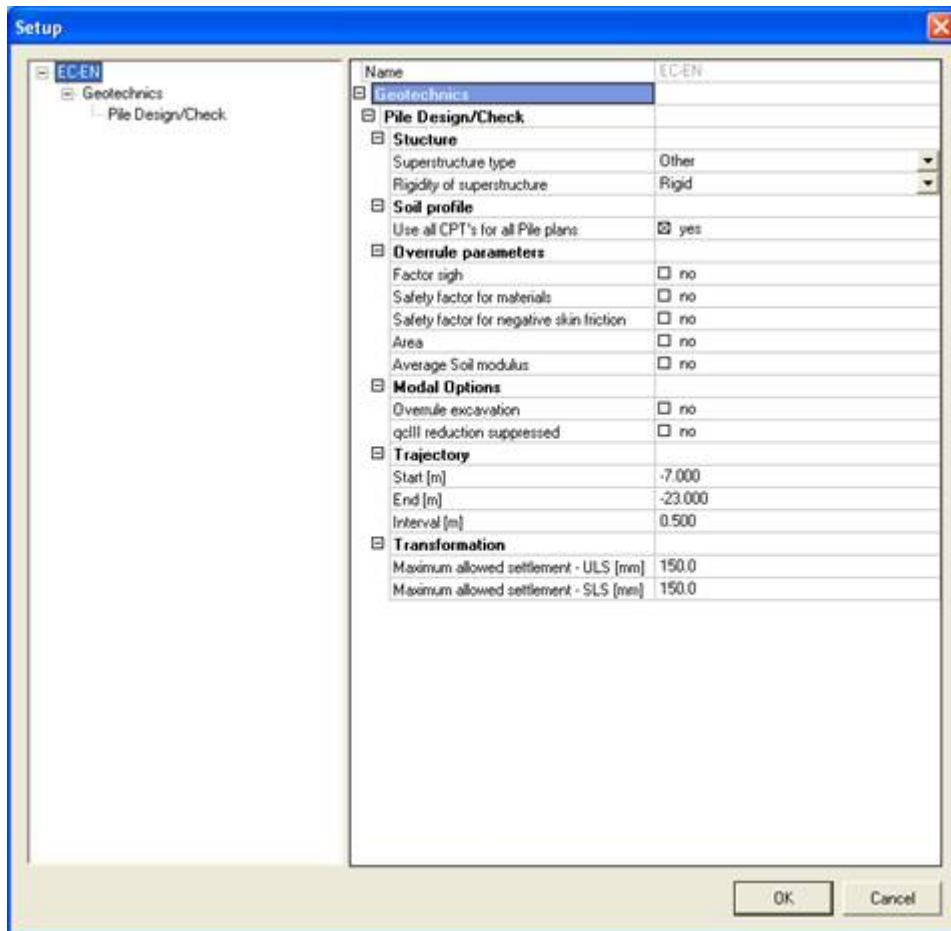 Setup
EC-EN
Geotechnics
Pile Design/Check
Name EC-EN
Geotechnics
Pile Design/Check
Stucture
Superstructure type Other
Rigidity of superstructure Rigid
Soil profile
Use all CPT's for all Pile plans yes
Overrule parameters
Factor sigh no
Safety factor for materials no
Safety factor for negative skin friction no
Area no
Average Soil modulus no
Modal Options
Overrule excavation no
qcIII reduction suppressed no
Trajectory
Start [m] -7.000
End [m] -23.000
Interval [m] 0.500
Transformation
Maximum allowed settlement - ULS [mm] 150.0
Maximum allowed settlement - SLS [mm] 150.0
OK Cancel